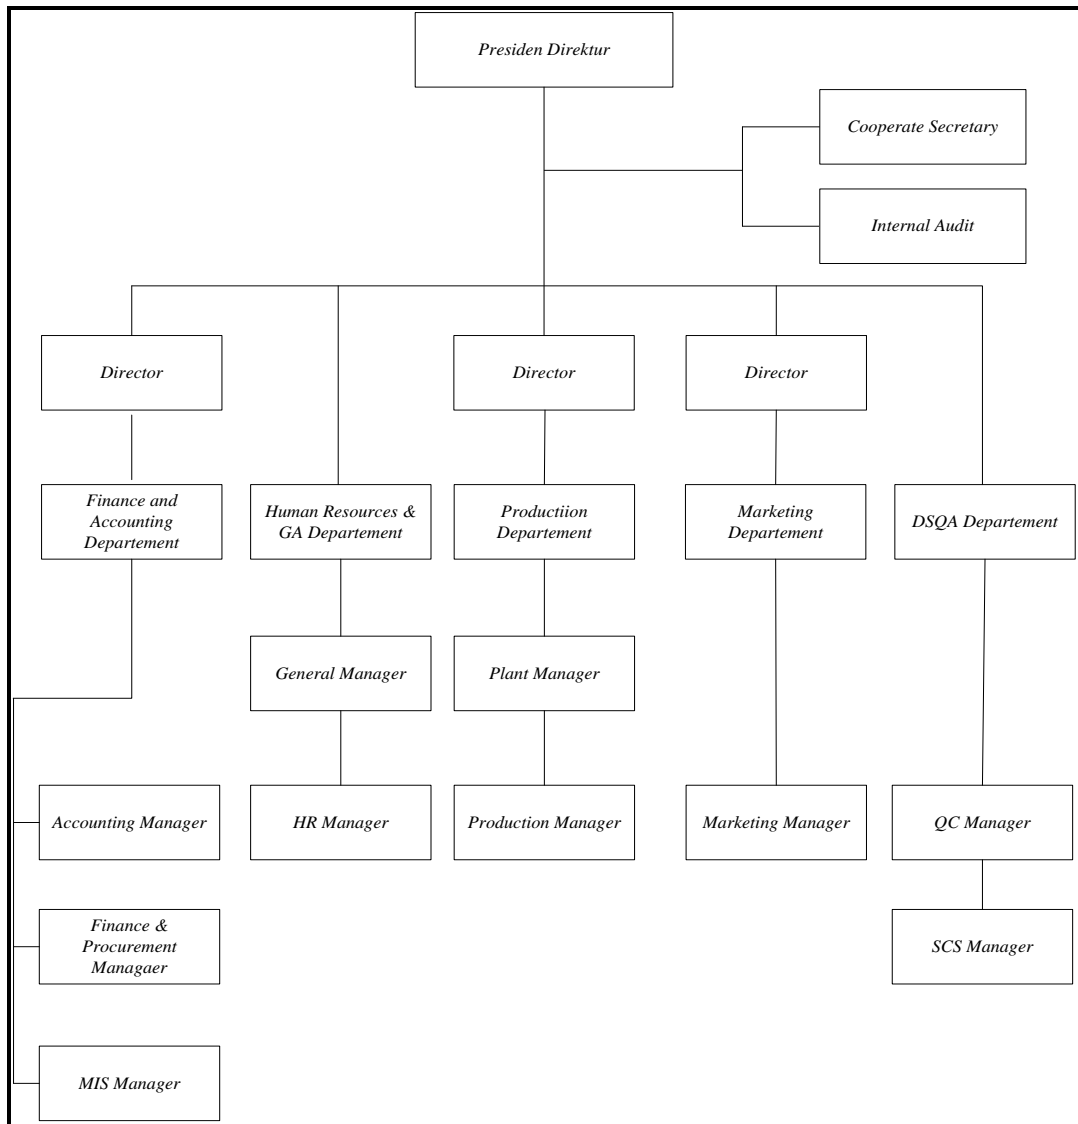 Presiden Direktur
Cooperate Secretary
Internal Audit
Director
Director
Director
Finance and
Accounting
Departement
Human Resources &
GA Departement
Productiion
Departement
Marketing
Departement
DSQA Departement
General Manager
Plant Manager
Accounting Manager
HR Manager
Production Manager
Marketing Manager
QC Manager
Finance &
Procurement
Managaer
SCS Manager
MIS Manager